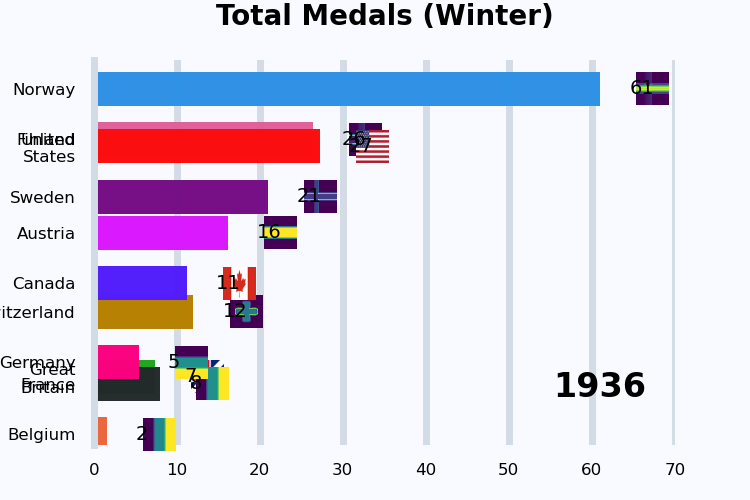 Total Medals (Winter)
Norway
61
Finland
26
United
States
27
Sweden
21
Austria
16
Canada
11
itzerland
12
Germany
5
Great
Britain
7
France
8
1936
Belgium
2
0 10 20 30 40 50 60 70